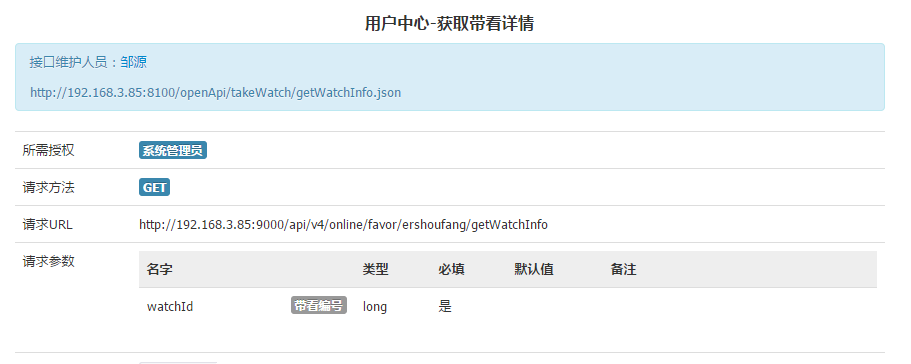 用户中心-获取带看详情
接口维护人员：邹源
http://192.168.3.85:8100/openApi/takeWatch/getWatchInfo.json
所需授权 系统管理员
请求方法 GET
请求URL http://192.168.3.85:9000/api/v4/online/favor/ershoufang/getWatchInfo
请求参数 名字 类型 必填 默认值 备注
watchId 带看编号 long 是